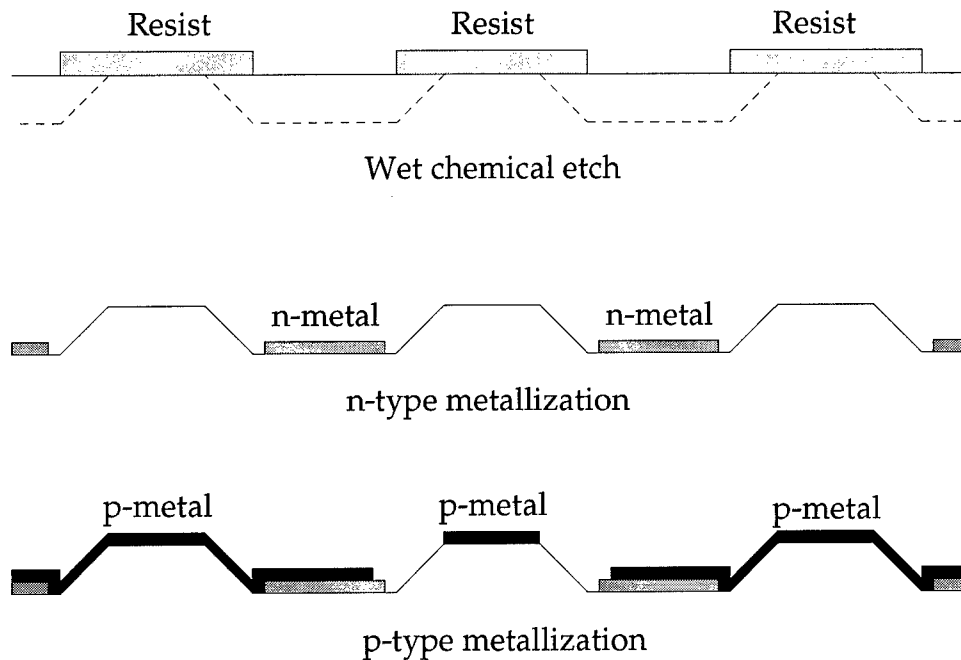 Resist Resist Resist
Wet chemical etch
n-metal n-metal
n-type metallization
p-metal p-metal p-metal
p-type metallization